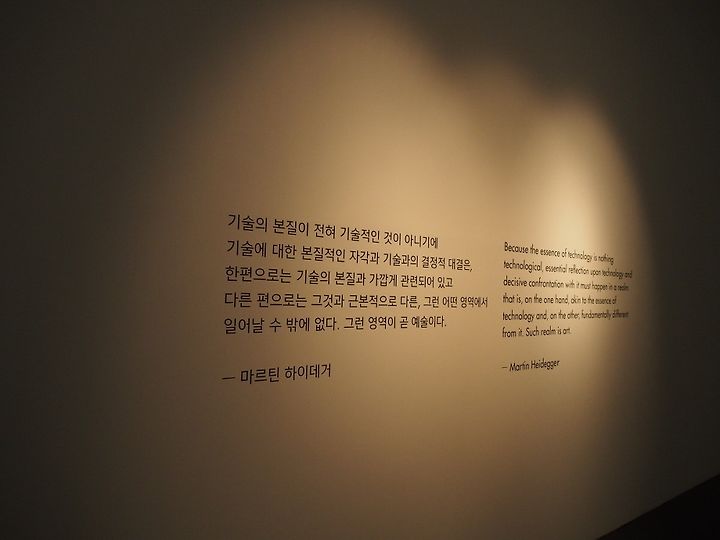 기술의 본질이 전혀 기술적인 것이 아니기에
기술에 대한 본질적인 자각과 기술과의 결정적 대결은,
한편으로는 기술의 본질과 가깝게 관련되어 있고
다른 편으로는 그것과 근본적으로 다른, 그런 어떤 영역에서
일어날 수 밖에 없다. 그런 영역이 곧 예술이다.
— 마르틴 하이데거
Because the essence of technology is nothing
technological, essential reflection upon technology and
decisive confrontation with it must happen in a realm
that is, on the one hand, akin to the essence of
technology and, on the other, fundamentally different
from it. Such realm is art.
— Martin Heidegger